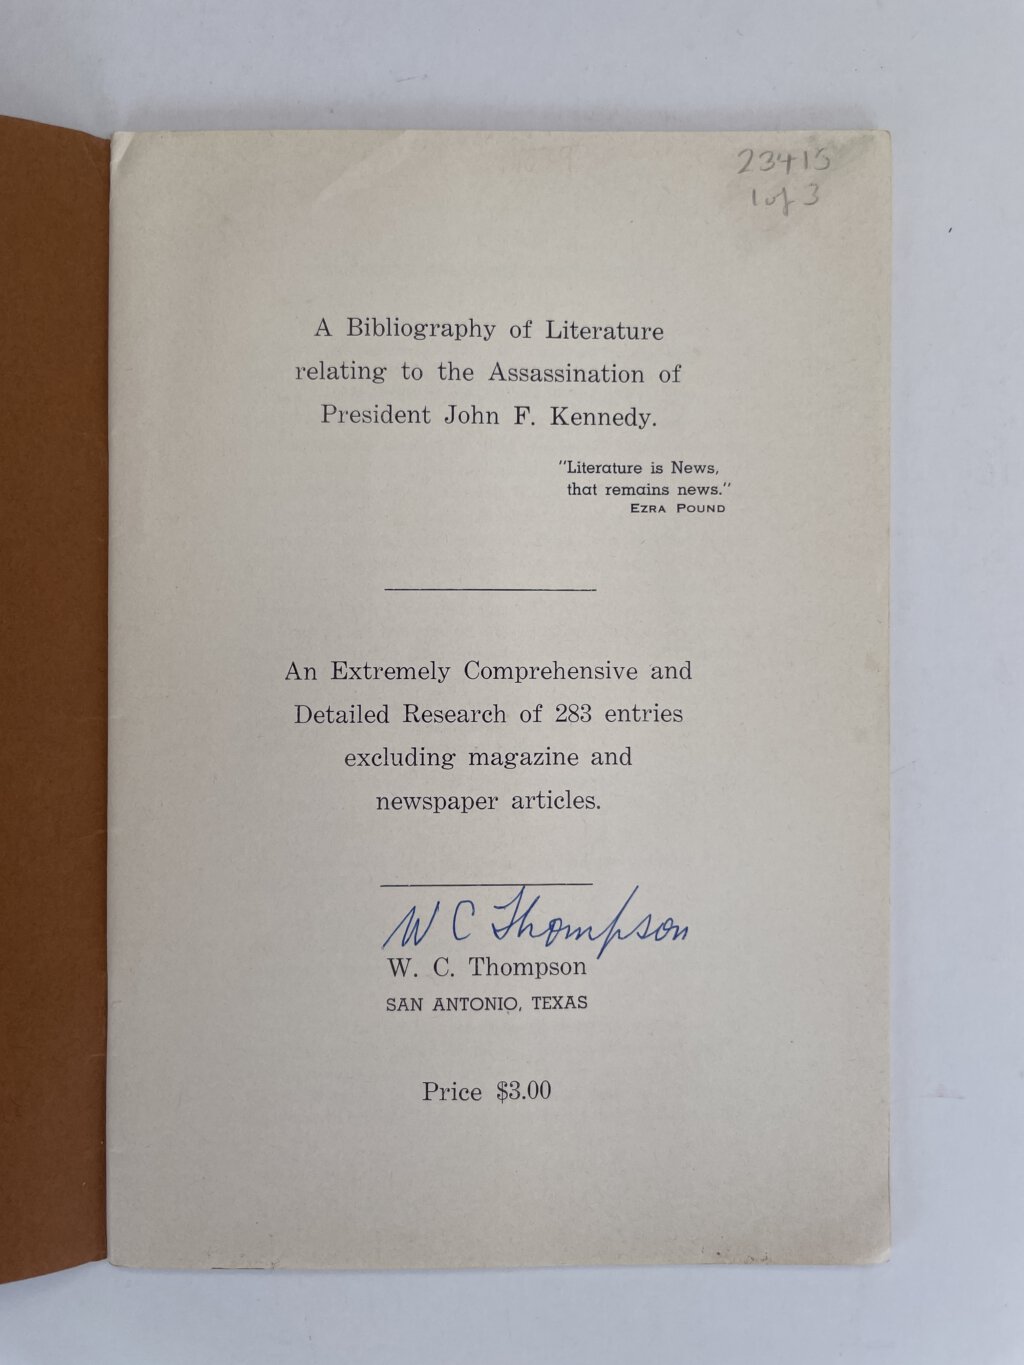 23415
1 of 3
A Bibliography of Literature
relating to the Assassination of
President John F. Kennedy.
"Literature is News,
that remains news."
EZRA POUND
An Extremely Comprehensive and
Detailed Research of 283 entries
excluding magazine and
newspaper articles.
W C Thompson
W. C. Thompson
SAN ANTONIO, TEXAS
Price $3.00